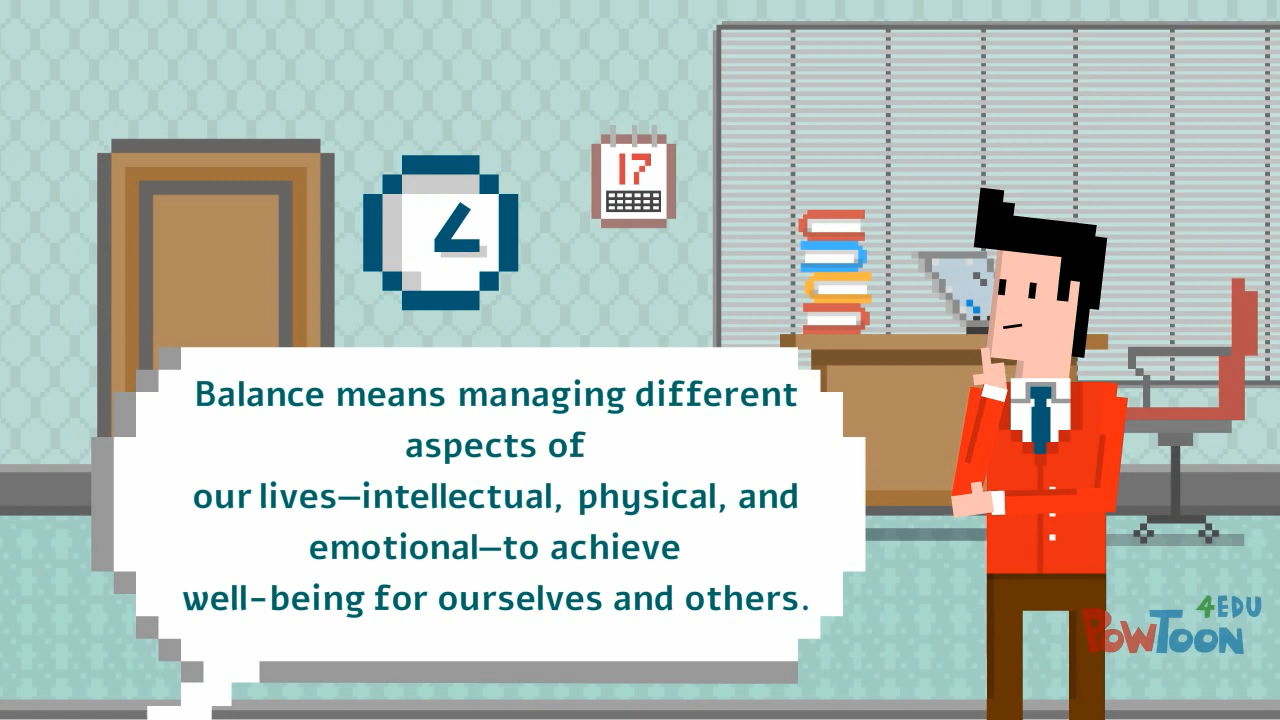 17
Balance means managing different
aspects of
our lives—intellectual, physical, and
emotional—to achieve
well-being for ourselves and others.
4EDU
PowToon